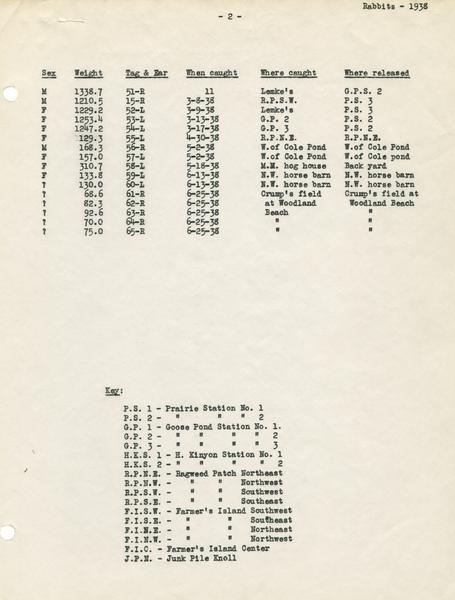 Rabbits - 1938
- 2 -
Sex Weight Tag & Ear When caught Where caught Where released
M 1338.7 51-R 11 Lemke's G.P.S. 2
M 1210.5 15-R 3-8-38 R.P.S.W. P.S. 3
F 1229.2 52-L 3-9-38 Lemke's P.S. 3
F 1253.4 53-L 3-13-38 G.P. 2 P.S. 2
F 1247.2 54-L 3-17-38 G.P. 3 P.S. 2
F 129.3 55-L 4-30-38 R.P.N.E. R.P.N.E.
M 168.3 56-R 5-2-38 W.of Cole Pond W.of Cole Pond
F 157.0 57-L 5-2-38 W.of Cole Pond W.of Cole pond
F 310.7 58-L 5-18-38 M.M. hog house Back yard
F 133.8 59-L 6-13-38 N.W. horse barn N.W. horse barn
? 130.0 60-L 6-13-38 N.W. horse barn N.W. horse barn
? 68.6 61-R 6-25-38 Crump's field Crump's field at
? 82.3 62-R 6-25-38 at Woodland Woodland Beach
? 92.6 63-R 6-25-38 Beach "
? 70.0 64-R 6-25-38 " "
? 75.0 65-R 6-25-38 " "
Key:
P.S. 1 - Prairie Station No. 1
P.S. 2 - " " " 2
G.P. 1 - Goose Pond Station No. 1.
G.P. 2 - " " " " 2
G.P. 3 - " " " " 3
H.K.S. 1 - H. Kinyon Station No. 1
H.K.S. 2 - " " " " 2
R.P.N.E. - Ragweed Patch Northeast
R.P.N.W. - " " Northwest
R.P.S.W. - " " Southwest
R.P.S.E. - " " Southeast
F.I.S.W. - Farmer's Island Southwest
F.I.S.E. - " " Southeast
F.I.N.E. - " " Northeast
F.I.N.W. - " " Northwest
F.I.C. - Farmer's Island Center
J.P.N. - Junk Pile Knoll